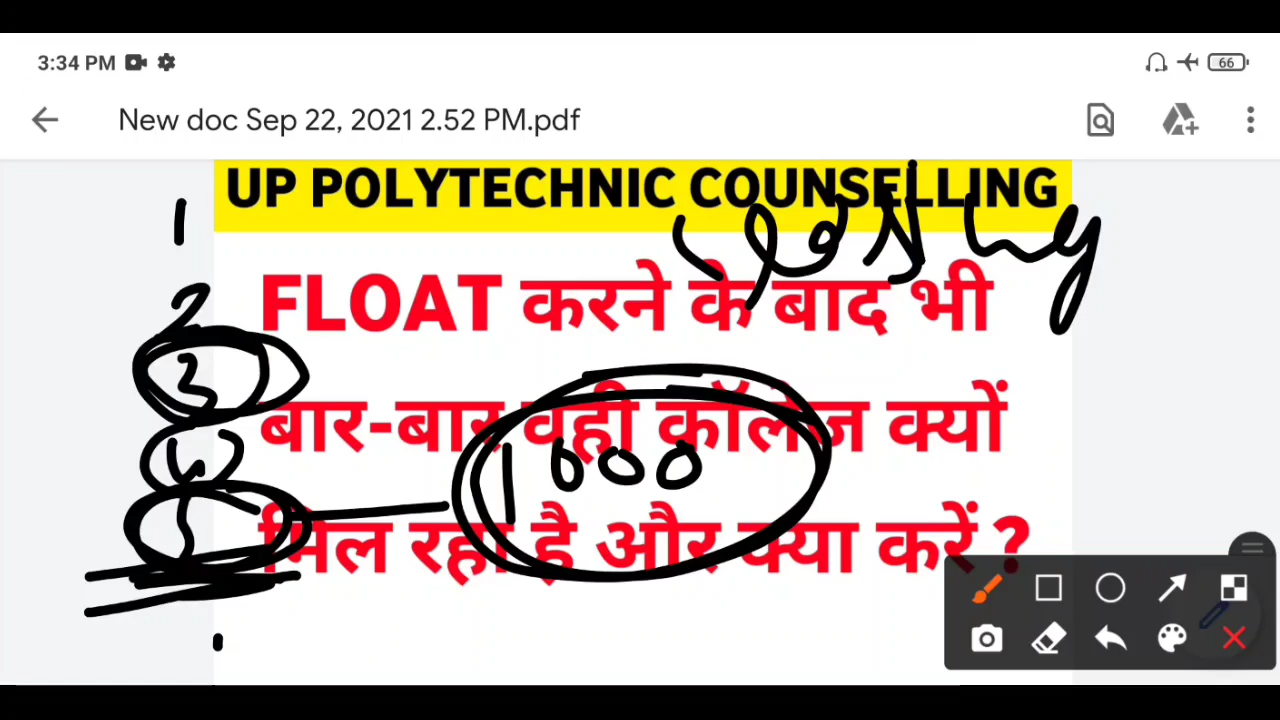 3:34 PM
66
New doc Sep 22, 2021 2.52 PM.pdf
UP POLYTECHNIC COUNSELLING
closing
FLOAT करने के बाद भी
बार-बार वही कॉलेज क्यों
मिल रहा है और क्या करें ?
1
2
3
4
5
1000